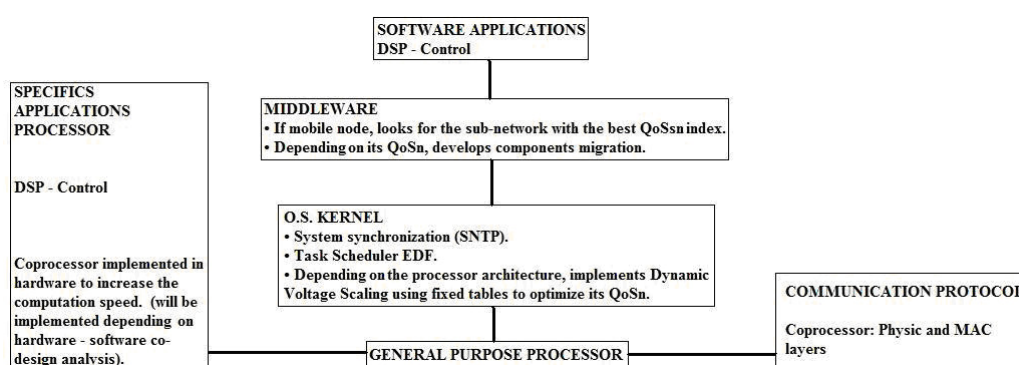 SOFTWARE APPLICATIONS
DSP - Control
SPECIFICS
APPLICATIONS
PROCESSOR
DSP - Control
Coprocessor implemented in
hardware to increase the
computation speed. (will be
implemented depending on
hardware - software co-
design analysis).
MIDDLEWARE
• If mobile node, looks for the sub-network with the best QoSsn index.
• Depending on its QoSn, develops components migration.
O.S. KERNEL
• System synchronization (SNTP).
• Task Scheduler EDF.
• Depending on the processor architecture, implements Dynamic
Voltage Scaling using fixed tables to optimize its QoSn.
GENERAL PURPOSE PROCESSOR
COMMUNICATION PROTOCOL
Coprocessor: Physic and MAC
layers